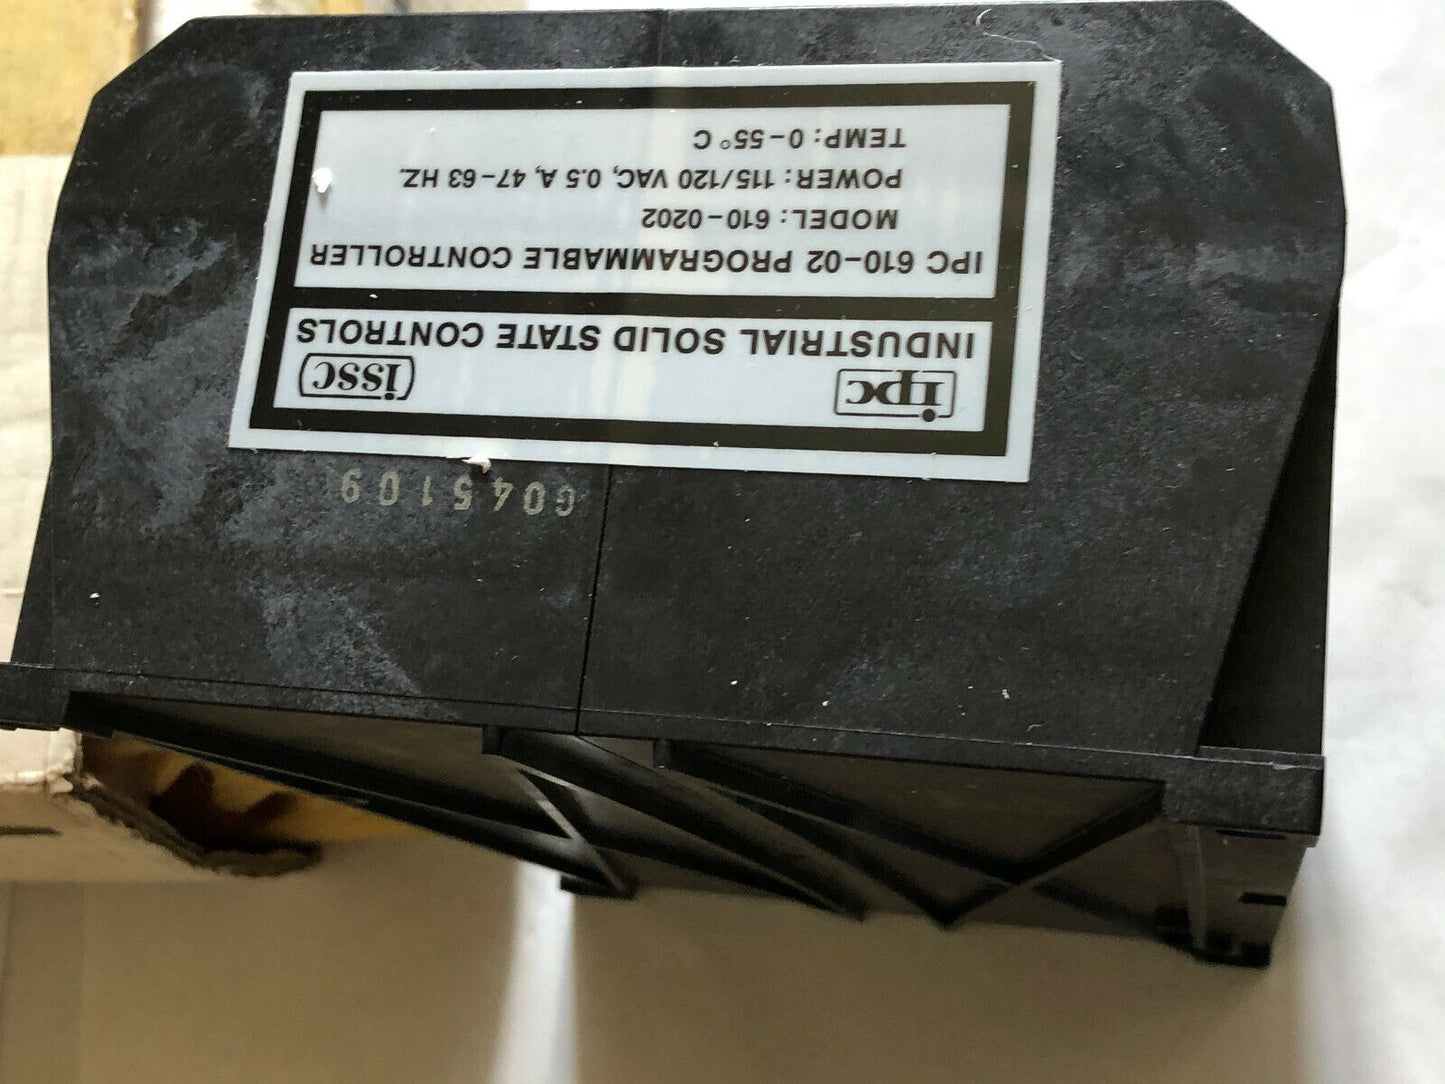 G045109
ipc issc
INDUSTRIAL SOLID STATE CONTROLS
IPC 610-02 PROGRAMMABLE CONTROLLER
MODEL: 610-0202
POWER: 115/120 VAC, 0.5 A, 47-63 HZ.
TEMP: 0-55°C